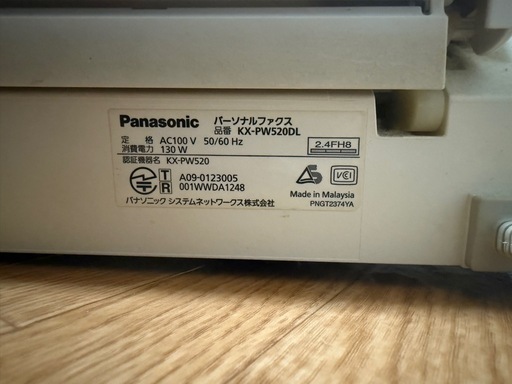 Panasonic パーソナルファクス
品番 KX-PW520DL
定 格 AC100 V 50/60 Hz
消費電力 130 W
2.4FH8
認証機器名 KX-PW520
T A09-0123005
R 001WWDA1248
VCI
Made in Malaysia
PNGT2374YA
パナソニック システムネットワークス株式会社